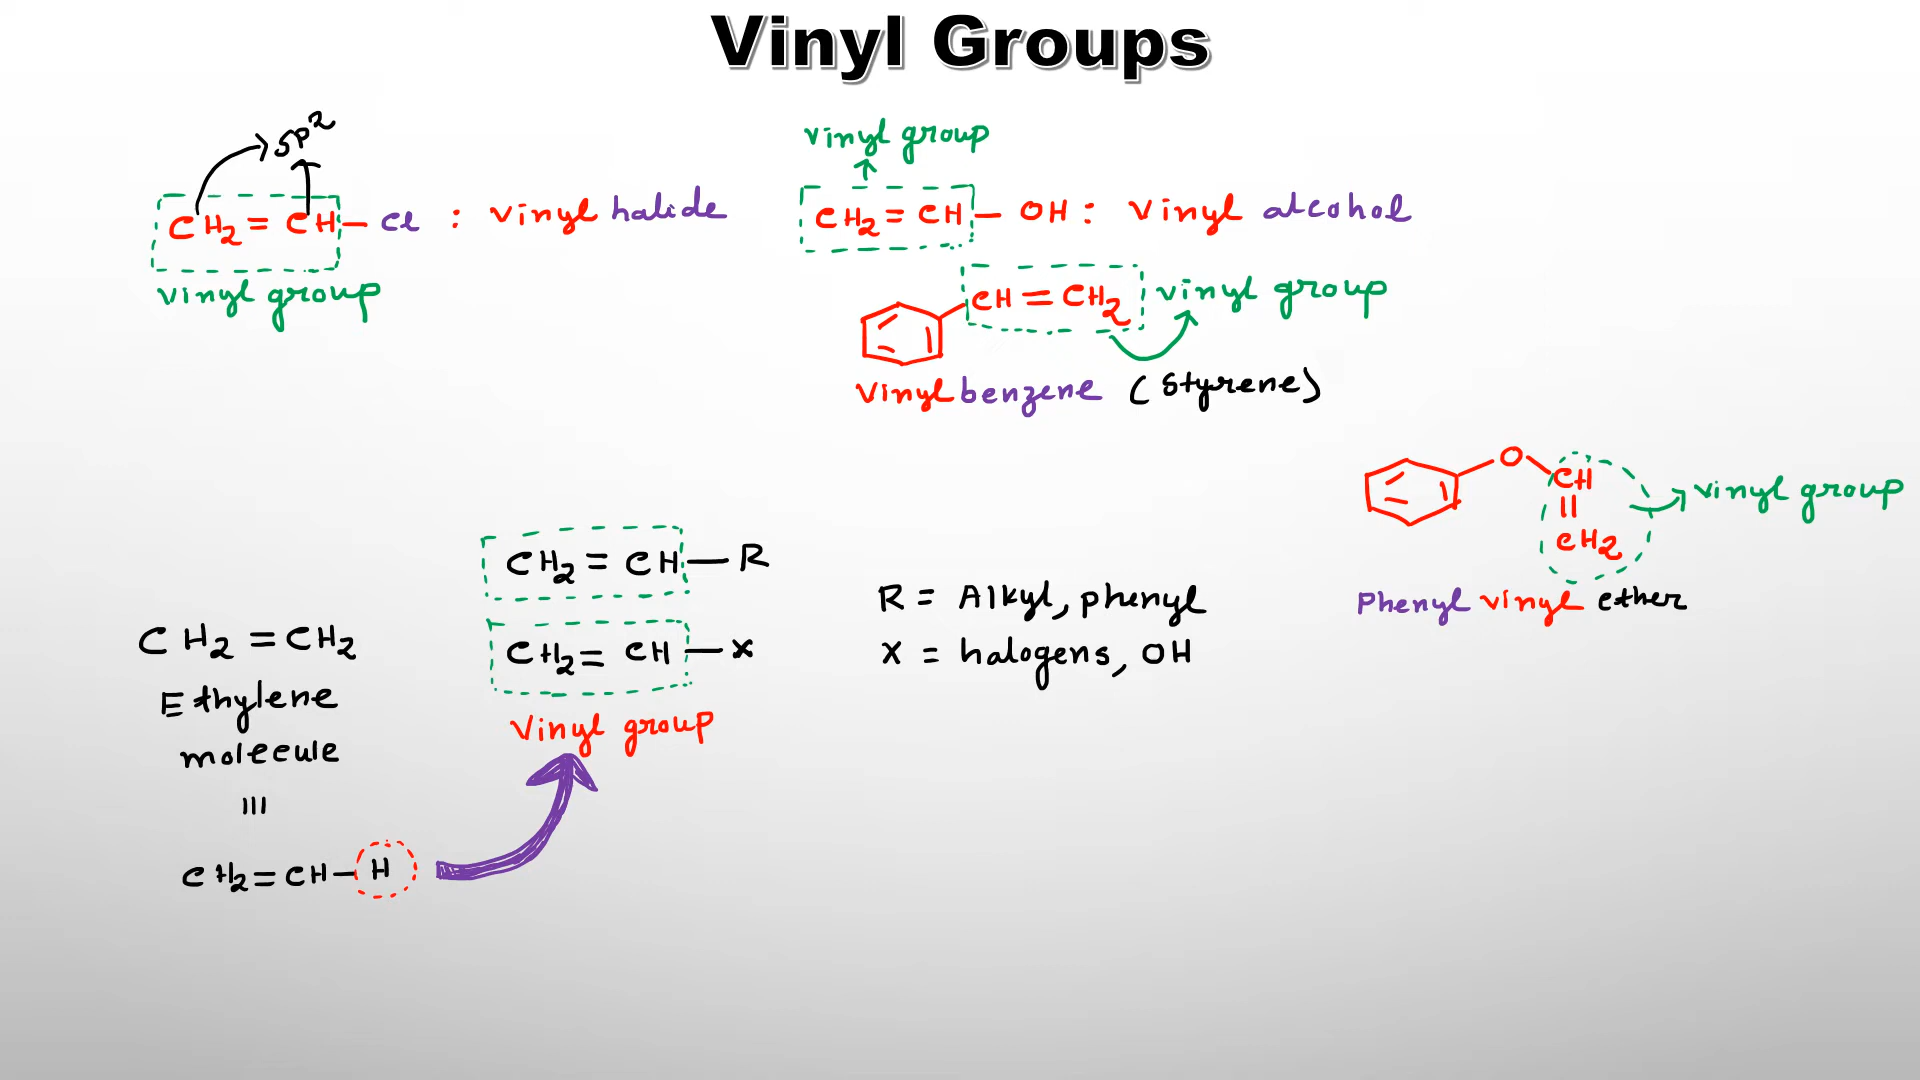 Vinyl Groups
SP²
CH₂ = CH — Cl : Vinyl halide
vinyl group
vinyl group
CH₂ = CH — OH : Vinyl alcohol
CH = CH₂ vinyl group
Vinyl benzene (Styrene)
O
CH
||
CH₂
vinyl group
Phenyl vinyl ether
CH₂ = CH — R
CH₂ = CH — X
Vinyl group
R = Alkyl, phenyl
X = halogens, OH
CH₂ = CH₂
Ethylene
molecule
|||
CH₂ = CH — H